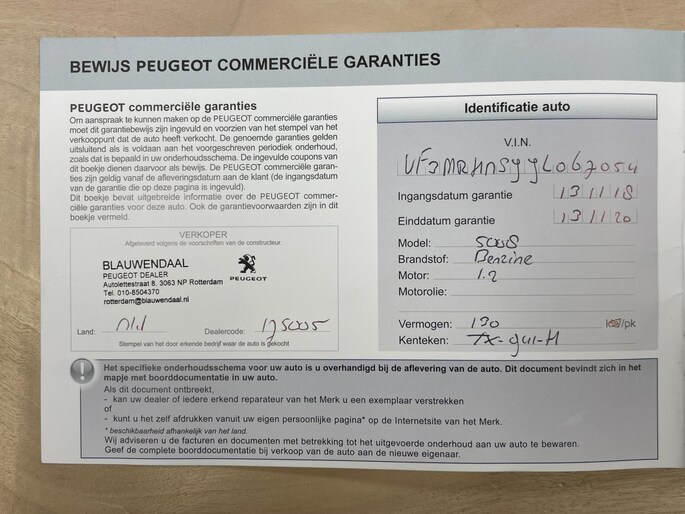 BEWIJS PEUGEOT COMMERCIËLE GARANTIES
PEUGEOT commerciële garanties
Om aanspraak te kunnen maken op de PEUGEOT commerciële garanties
moet dit garantiebewijs zijn ingevuld en voorzien van het stempel van het
verkooppunt dat de auto heeft verkocht. De genoemde garanties gelden
uitsluitend als is voldaan aan het voorgeschreven periodiek onderhoud,
zoals dat is bepaald in uw onderhoudsschema. De ingevulde coupons van
dit boekje dienen daarvoor als bewijs. De PEUGEOT commerciële garan-
ties zijn geldig vanaf de afleveringsdatum aan de klant (de ingangsdatum
van de garantie die op deze pagina is ingevuld).
Dit boekje bevat uitgebreide informatie over de PEUGEOT commer-
ciële garanties voor deze auto. Ook de garantievoorwaarden zijn in dit
boekje vermeld.
VERKOPER
Afgeleverd volgens de voorschriften van de constructeur.
BLAUWENDAAL
PEUGEOT DEALER
Autolettestraat 8, 3063 NP Rotterdam
Tel. 010-8504370
rotterdam@blauwendaal.nl
PEUGEOT
Land: Nld Dealercode: 175005
Stempel van het door erkende bedrijf waar de auto is gekocht
Identificatie auto
V.I.N.
VF3MRHNSYJL067054
Ingangsdatum garantie 13 11 18
Einddatum garantie 13 11 20
Model: 5008
Brandstof: Benzine
Motor: 1.2
Motorolie:
Vermogen: 130 /pk
Kenteken: TX-941-H
Het specifieke onderhoudsschema voor uw auto is u overhandigd bij de aflevering van de auto. Dit document bevindt zich in het
mapje met boorddocumentatie in uw auto.
Als dit document ontbreekt,
- kan uw dealer of iedere erkend reparateur van het Merk u een exemplaar verstrekken
of
- kunt u het zelf afdrukken vanuit uw eigen persoonlijke pagina* op de Internetsite van het Merk.
* beschikbaarheid afhankelijk van het land.
Wij adviseren u de facturen en documenten met betrekking tot het uitgevoerde onderhoud aan uw auto te bewaren.
Geef de complete boorddocumentatie bij verkoop van de auto aan de nieuwe eigenaar.